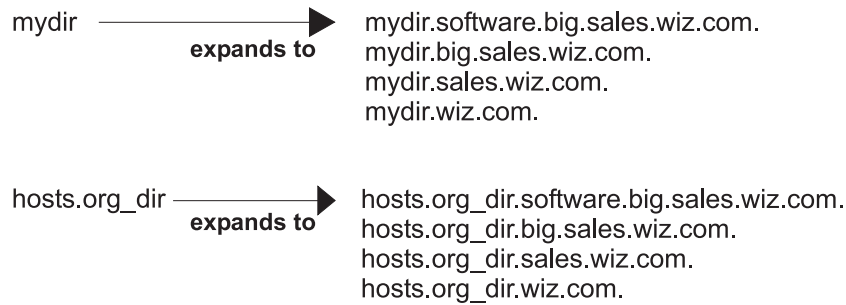 mydir expands to mydir.software.big.sales.wiz.com.
mydir.big.sales.wiz.com.
mydir.sales.wiz.com.
mydir.wiz.com.
hosts.org_dir expands to hosts.org_dir.software.big.sales.wiz.com.
hosts.org_dir.big.sales.wiz.com.
hosts.org_dir.sales.wiz.com.
hosts.org_dir.wiz.com.